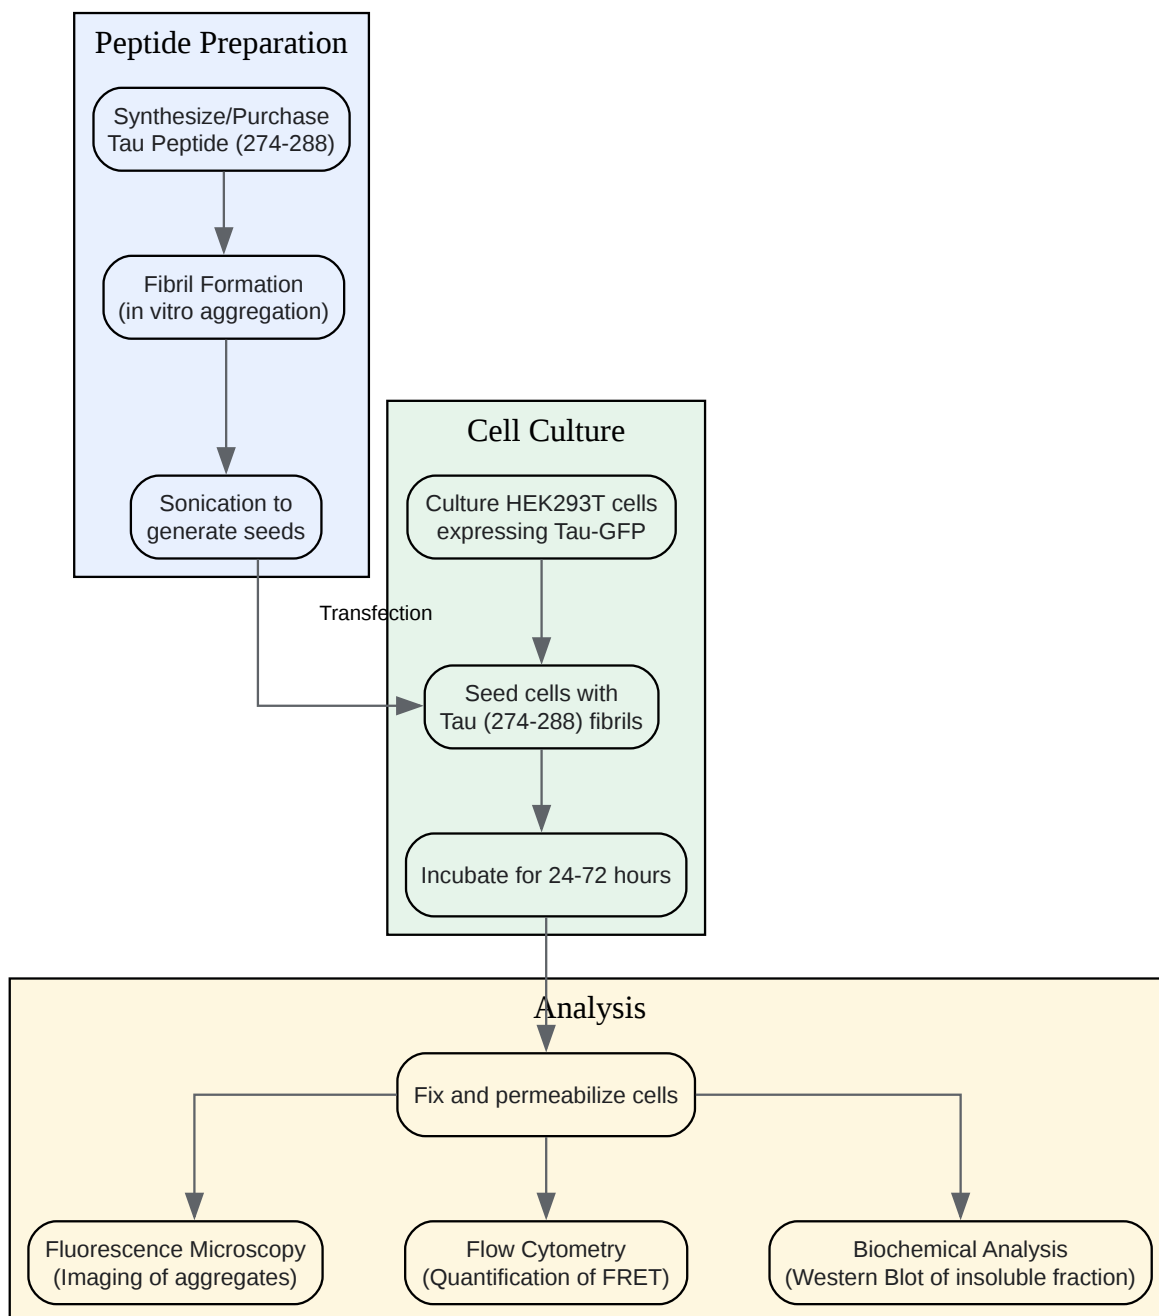 Peptide Preparation
Synthesize/Purchase
Tau Peptide (274-288)
Fibril Formation
(in vitro aggregation)
Sonication to
generate seeds
Cell Culture
Culture HEK293T cells
expressing Tau-GFP
Transfection
Seed cells with
Tau (274-288) fibrils
Incubate for 24-72 hours
Analysis
Fix and permeabilize cells
Fluorescence Microscopy
(Imaging of aggregates)
Flow Cytometry
(Quantification of FRET)
Biochemical Analysis
(Western Blot of insoluble fraction)